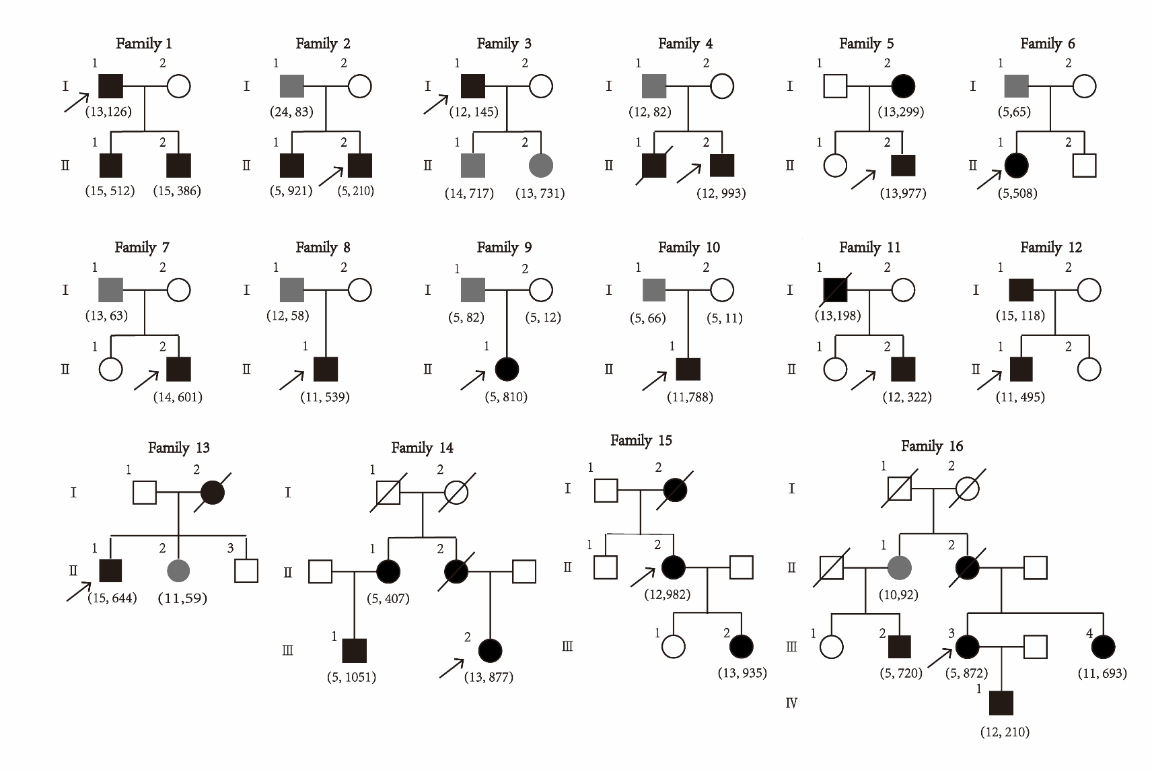 Family 1 Family 2 Family 3 Family 4 Family 5 Family 6
1 2 1 2 1 2 1 2 1 2 1 2
I I I I I I
(13,126) (24, 83) (12, 145) (12, 82) (13,299) (5,65)
1 2 1 2 1 2 1 2 1 2 1 2
II II II II II II
(15, 512) (15, 386) (5, 921) (5, 210) (14, 717) (13, 731) (12, 993) (13,977) (5,508)
Family 7 Family 8 Family 9 Family 10 Family 11 Family 12
1 2 1 2 1 2 1 2 1 2 1 2
I I I I I I
(13, 63) (12, 58) (5, 82) (5, 12) (5, 66) (5, 11) (13,198) (15, 118)
1 2 1 1 1 1 2 1 2
II II II II II II
(14, 601) (11, 539) (5, 810) (11,788) (12, 322) (11, 495)
Family 13 Family 14 Family 15 Family 16
1 2 1 2 1 2 1 2
I I I I
1 2 3 1 2 1 2 1 2
II II II II
(15, 644) (11,59) (5, 407) (12,982) (10,92)
1 2 1 2 1 2 3 4
III III III
(5, 1051) (13, 877) (13, 935) (5, 720) (5, 872) (11, 693)
1
IV
(12, 210)